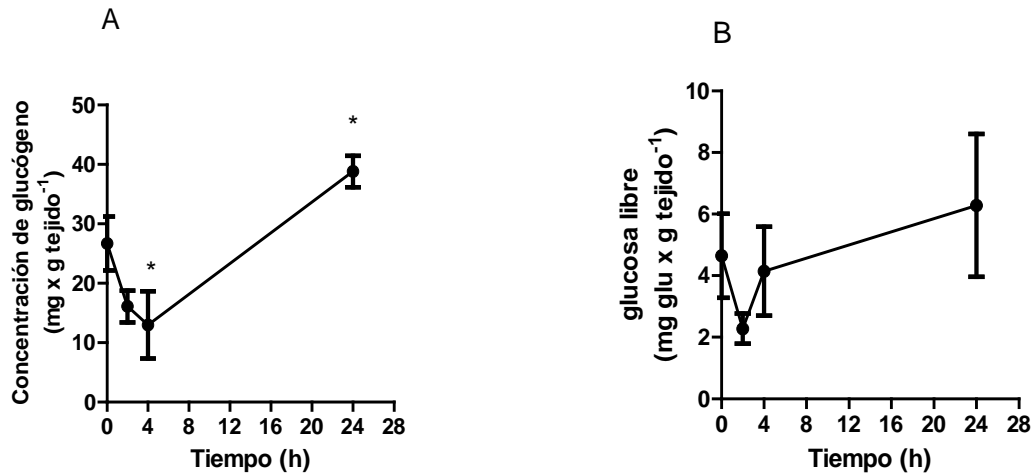 A
Concentración de glucógeno
(mg x g tejido⁻¹)
50
40
30
20
10
0
*
*
0 4 8 12 16 20 24 28
Tiempo (h)
B
glucosa libre
(mg glu x g tejido⁻¹)
10
8
6
4
2
0
0 4 8 12 16 20 24 28
Tiempo (h)